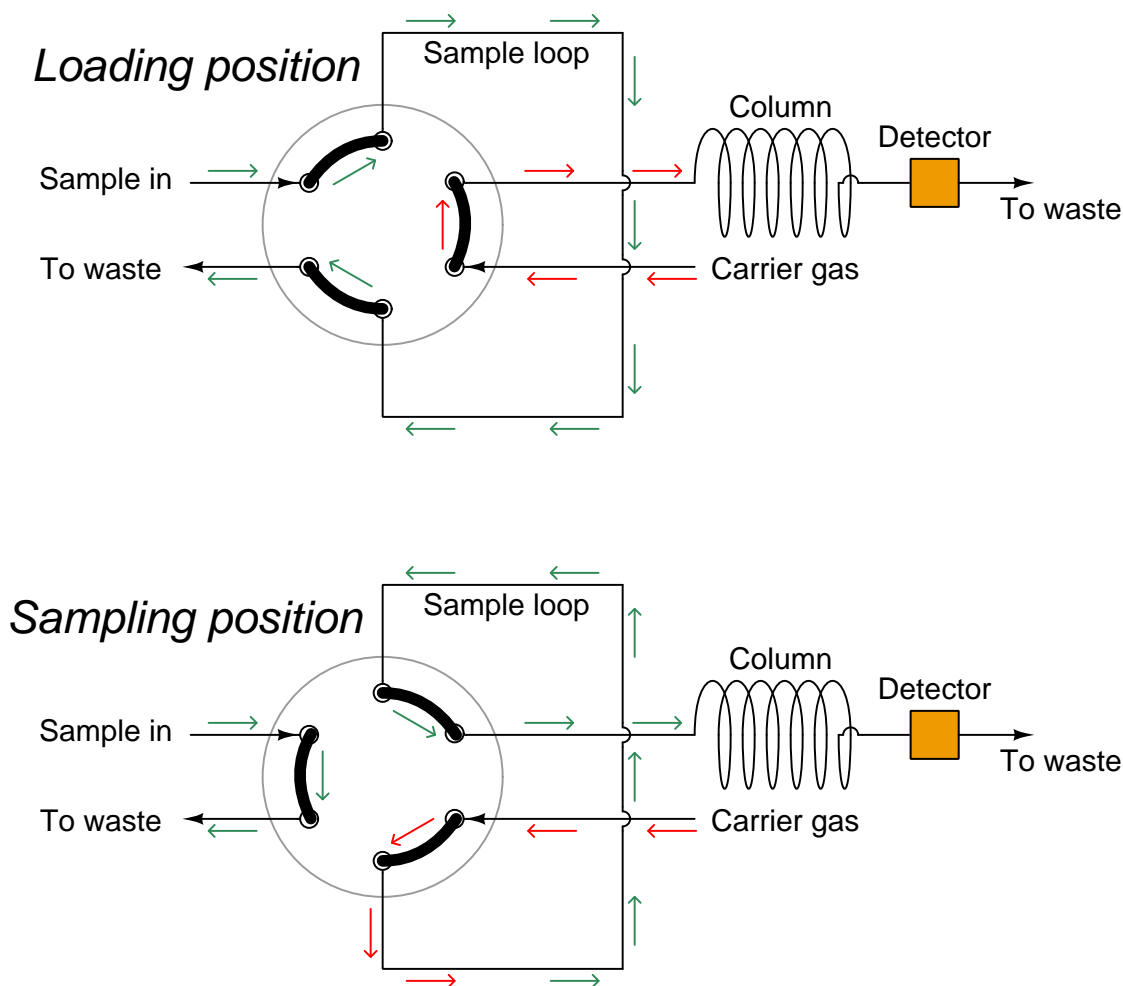 Loading position
Sample loop
Column
Detector
Sample in
To waste
To waste
Carrier gas
Sampling position
Sample loop
Column
Detector
Sample in
To waste
To waste
Carrier gas